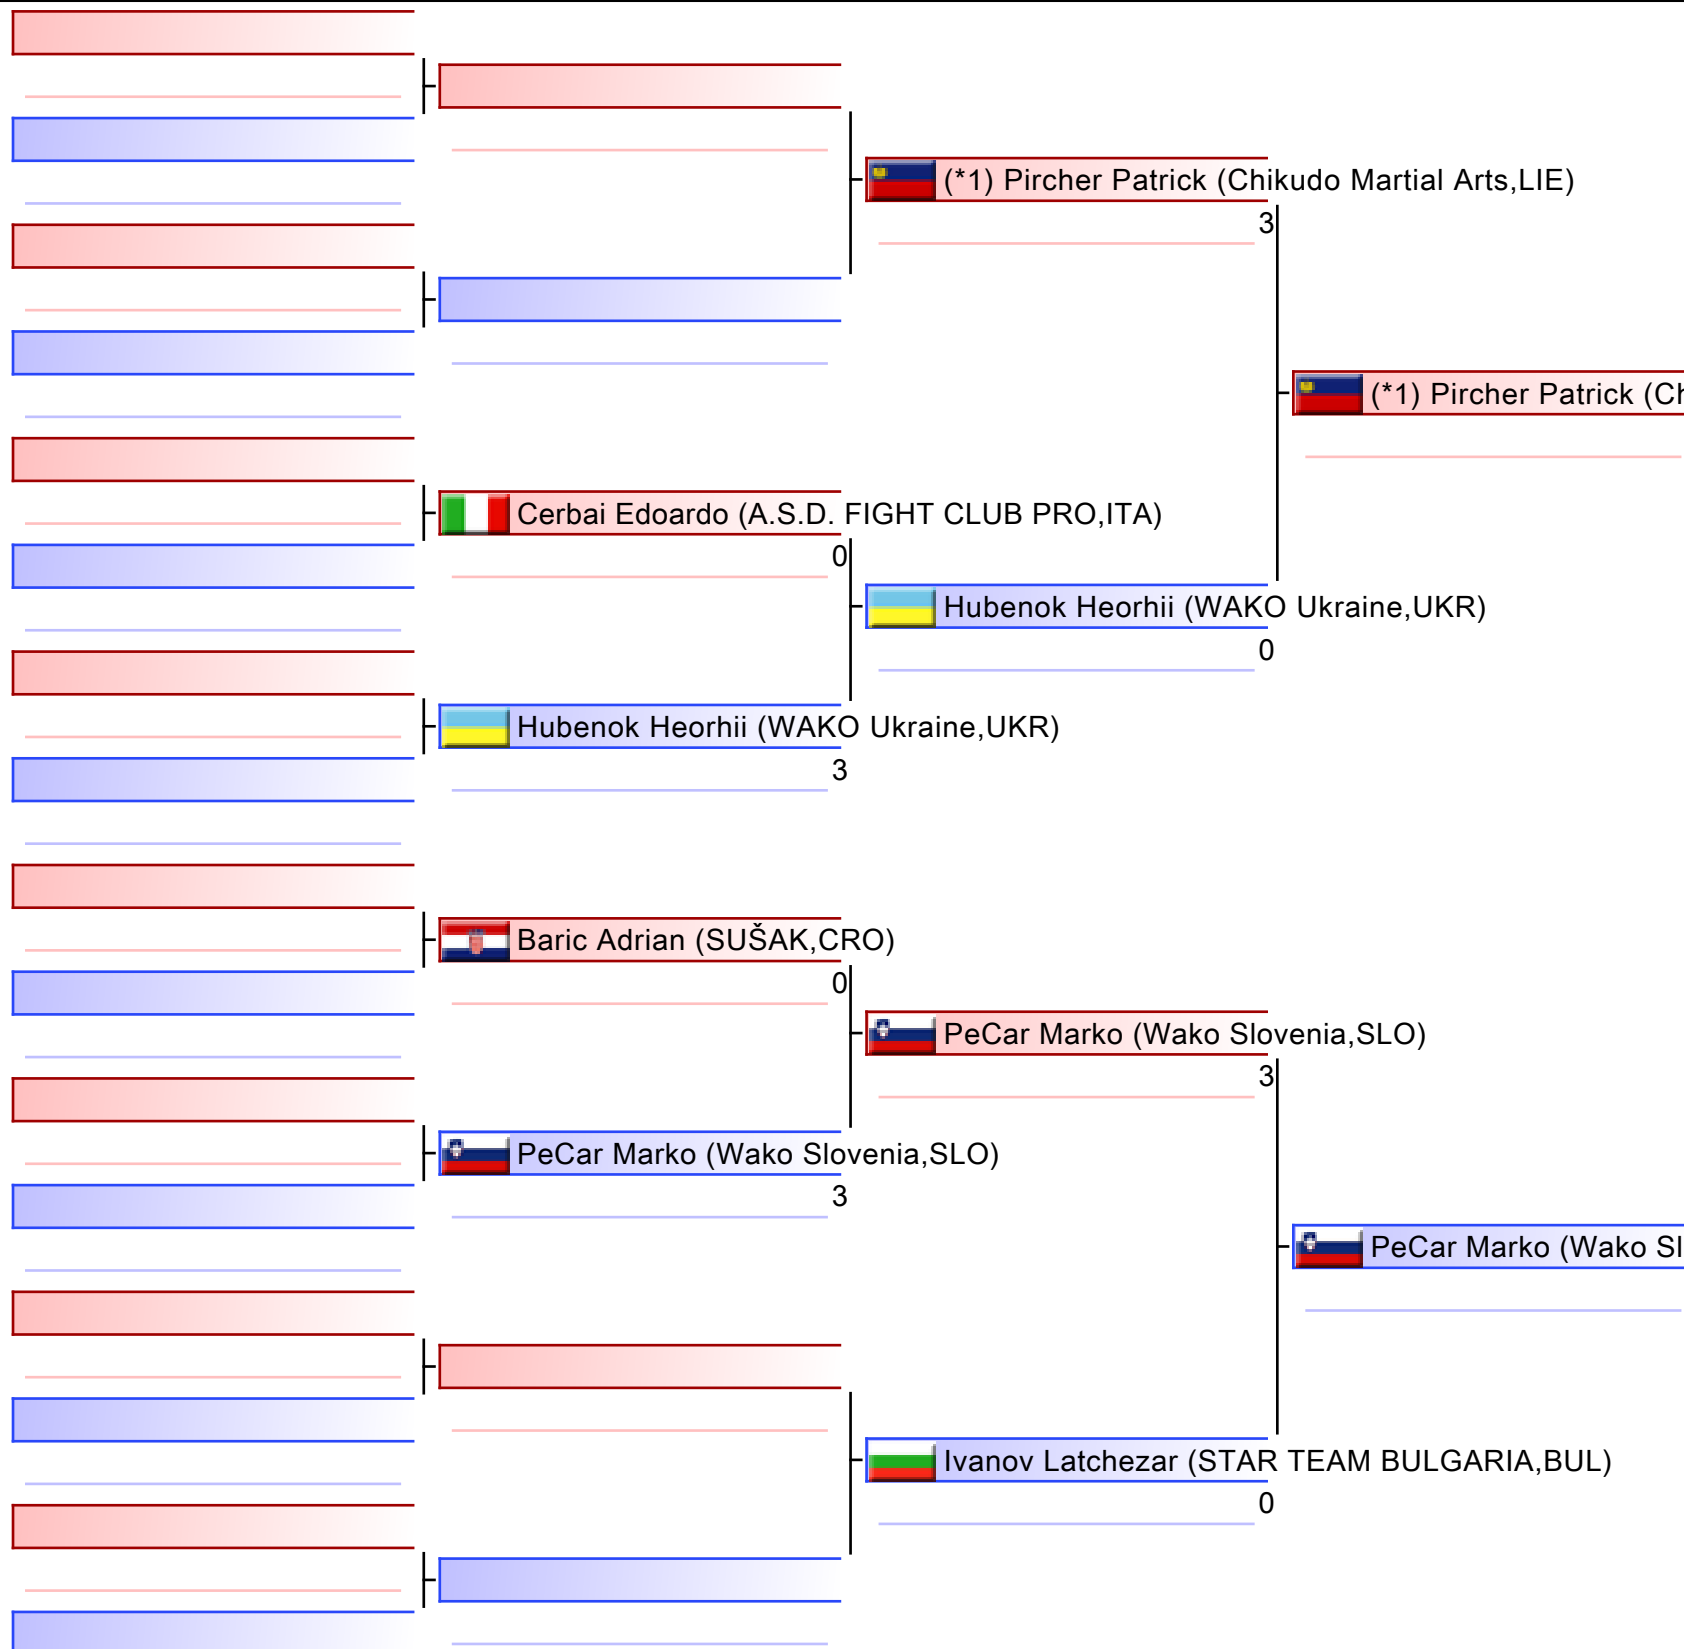 (*1) Pircher Patrick (Chikudo Martial Arts,LIE)
3
(*1) Pircher Patrick (Ch
Cerbai Edoardo (A.S.D. FIGHT CLUB PRO,ITA)
0
Hubenok Heorhii (WAKO Ukraine,UKR)
0
Hubenok Heorhii (WAKO Ukraine,UKR)
3
Baric Adrian (SUŠAK,CRO)
0
PeCar Marko (Wako Slovenia,SLO)
3
PeCar Marko (Wako Slovenia,SLO)
3
PeCar Marko (Wako Sl
Ivanov Latchezar (STAR TEAM BULGARIA,BUL)
0